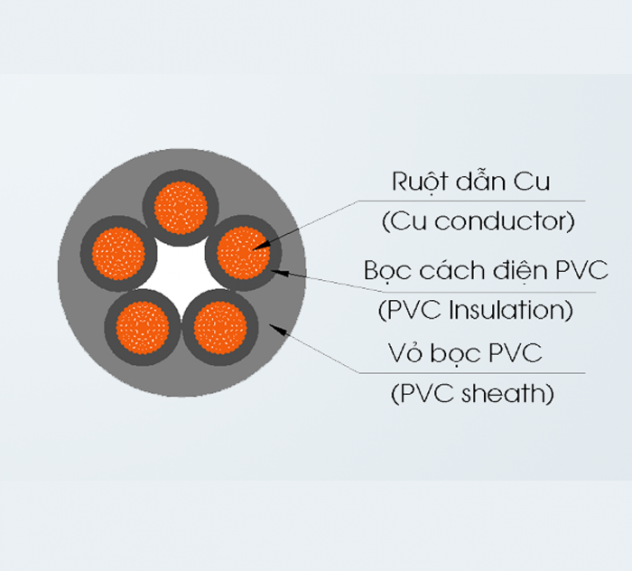 Ruột dẫn Cu
(Cu conductor)
Bọc cách điện PVC
(PVC Insulation)
Vỏ bọc PVC
(PVC sheath)